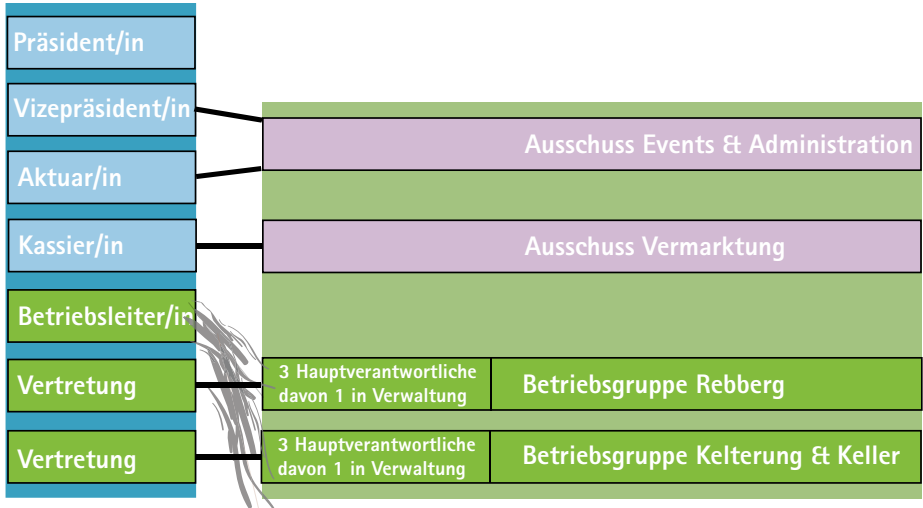 Präsident/in
Vizepräsident/in
Aktuar/in
Kassier/in
Betriebsleiter/in
Vertretung
Vertretung
Ausschuss Events & Administration
Ausschuss Vermarktung
3 Hauptverantwortliche
davon 1 in Verwaltung
Betriebsgruppe Rebberg
3 Hauptverantwortliche
davon 1 in Verwaltung
Betriebsgruppe Kelterung & Keller